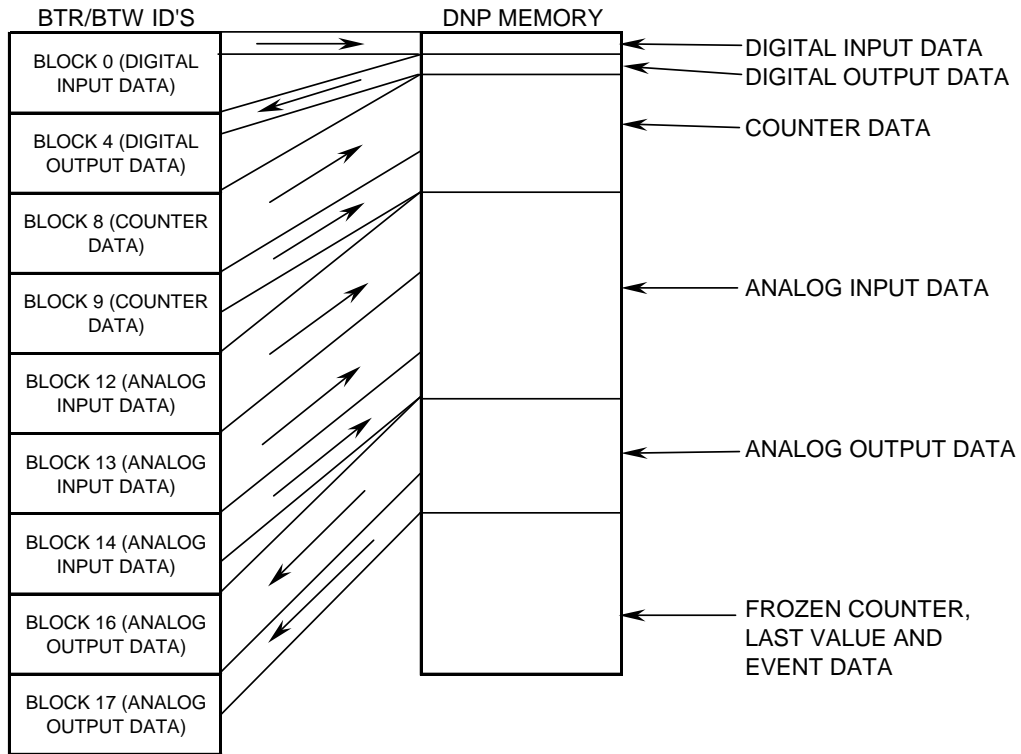 BTR/BTW ID'S
DNP MEMORY
BLOCK 0 (DIGITAL
INPUT DATA)
BLOCK 4 (DIGITAL
OUTPUT DATA)
BLOCK 8 (COUNTER
DATA)
BLOCK 9 (COUNTER
DATA)
BLOCK 12 (ANALOG
INPUT DATA)
BLOCK 13 (ANALOG
INPUT DATA)
BLOCK 14 (ANALOG
INPUT DATA)
BLOCK 16 (ANALOG
OUTPUT DATA)
BLOCK 17 (ANALOG
OUTPUT DATA)
DIGITAL INPUT DATA
DIGITAL OUTPUT DATA
COUNTER DATA
ANALOG INPUT DATA
ANALOG OUTPUT DATA
FROZEN COUNTER,
LAST VALUE AND
EVENT DATA